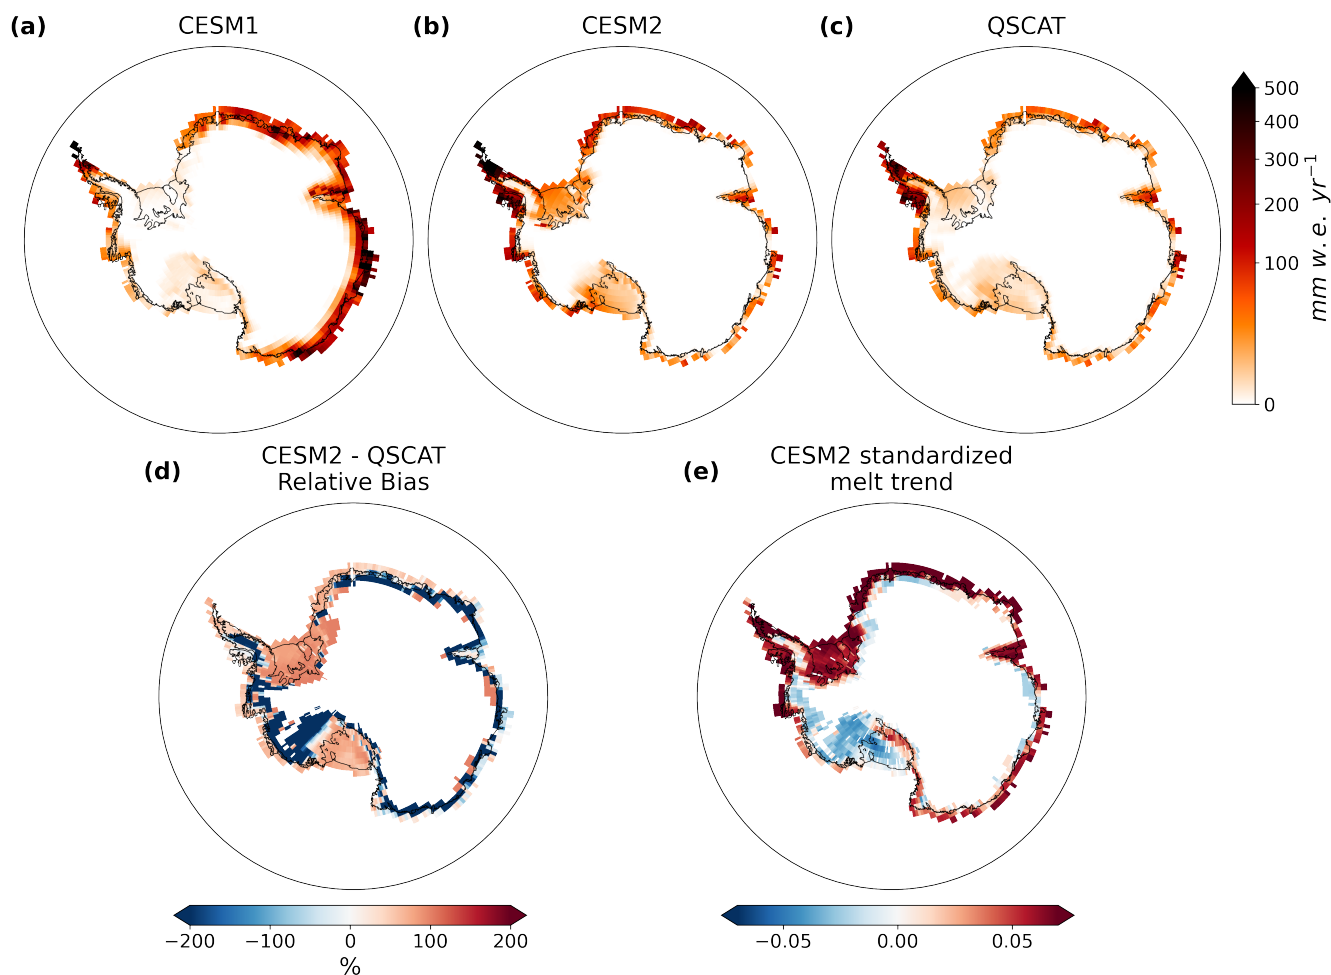 (a) CESM1
(b) CESM2
(c) QSCAT
500
400
300
200
100
0
mm w.e. yr⁻¹
(d) CESM2 - QSCAT
Relative Bias
(e) CESM2 standardized
melt trend
−200 −100 0 100 200
%
−0.05 0.00 0.05